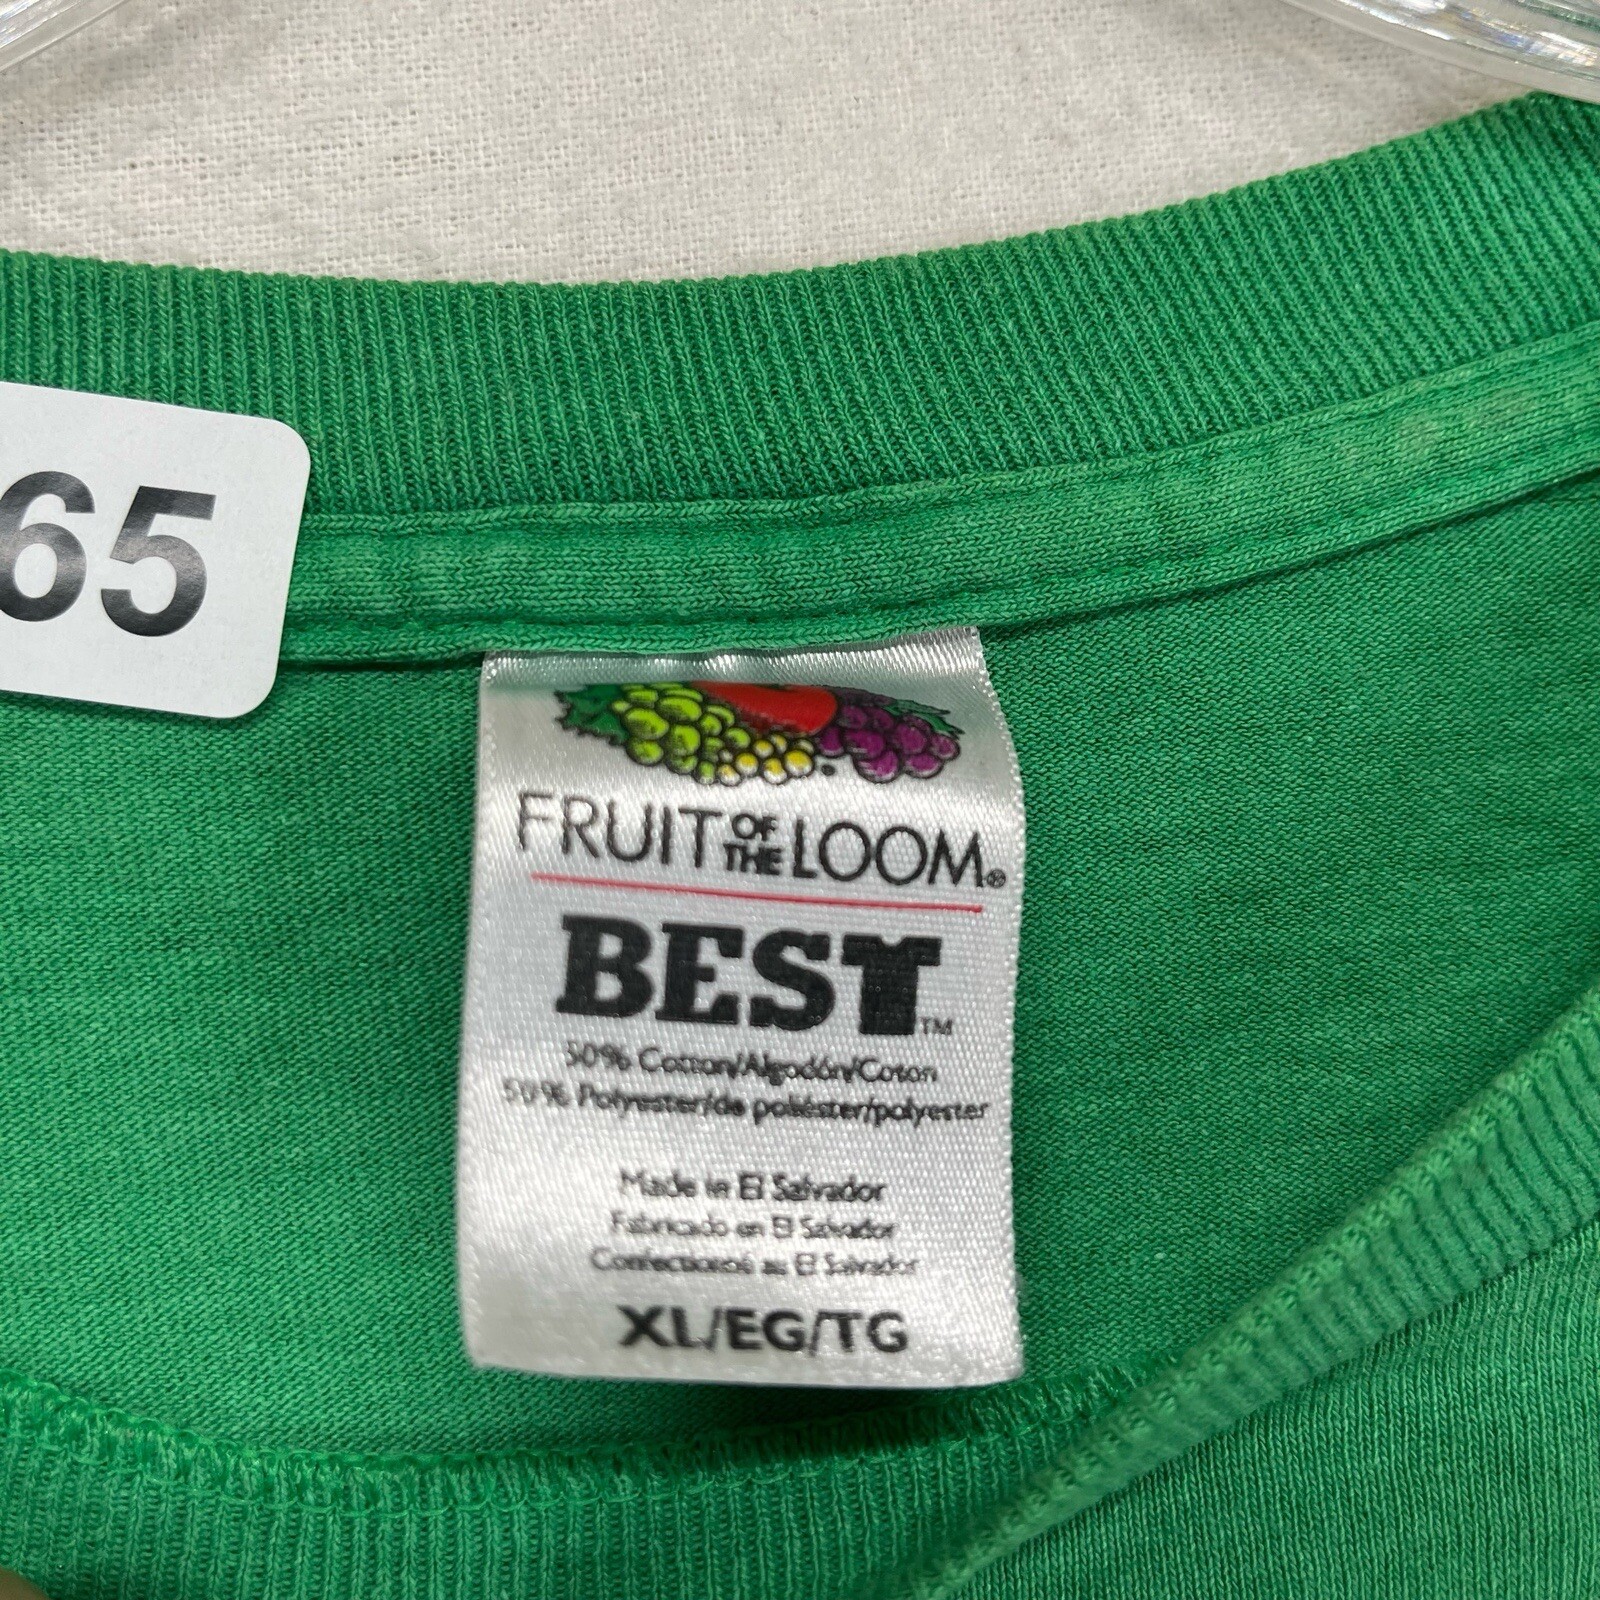 65
FRUIT OF THE LOOM®
BEST™
50% Cotton/Algodón/Coton
50% Polyester/de poliéster/polyester
Made in El Salvador
Fabricado en El Salvador
Confectionné au El Salvador
XL/EG/TG